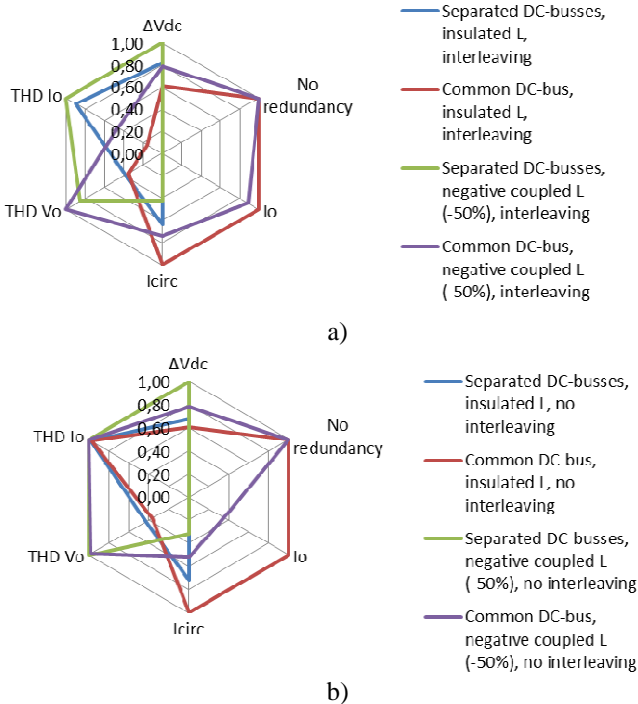 ΔVdc
1,00
0,80
0,60
0,40
0,20
0,00
No
redundancy
Io
Icirc
THD Vo
THD Io
Separated DC-busses,
insulated L,
interleaving
Common DC-bus,
insulated L,
interleaving
Separated DC-busses,
negative coupled L
(-50%), interleaving
Common DC-bus,
negative coupled L
( 50%), interleaving
a)
ΔVdc
1,00
0,80
0,60
0,40
0,20
0,00
No
redundancy
Io
Icirc
THD Vo
THD Io
Separated DC-busses,
insulated L, no
interleaving
Common DC bus,
insulated L, no
interleaving
Separated DC busses,
negative coupled L
( 50%), no interleaving
Common DC-bus,
negative coupled L
(-50%), no interleaving
b)